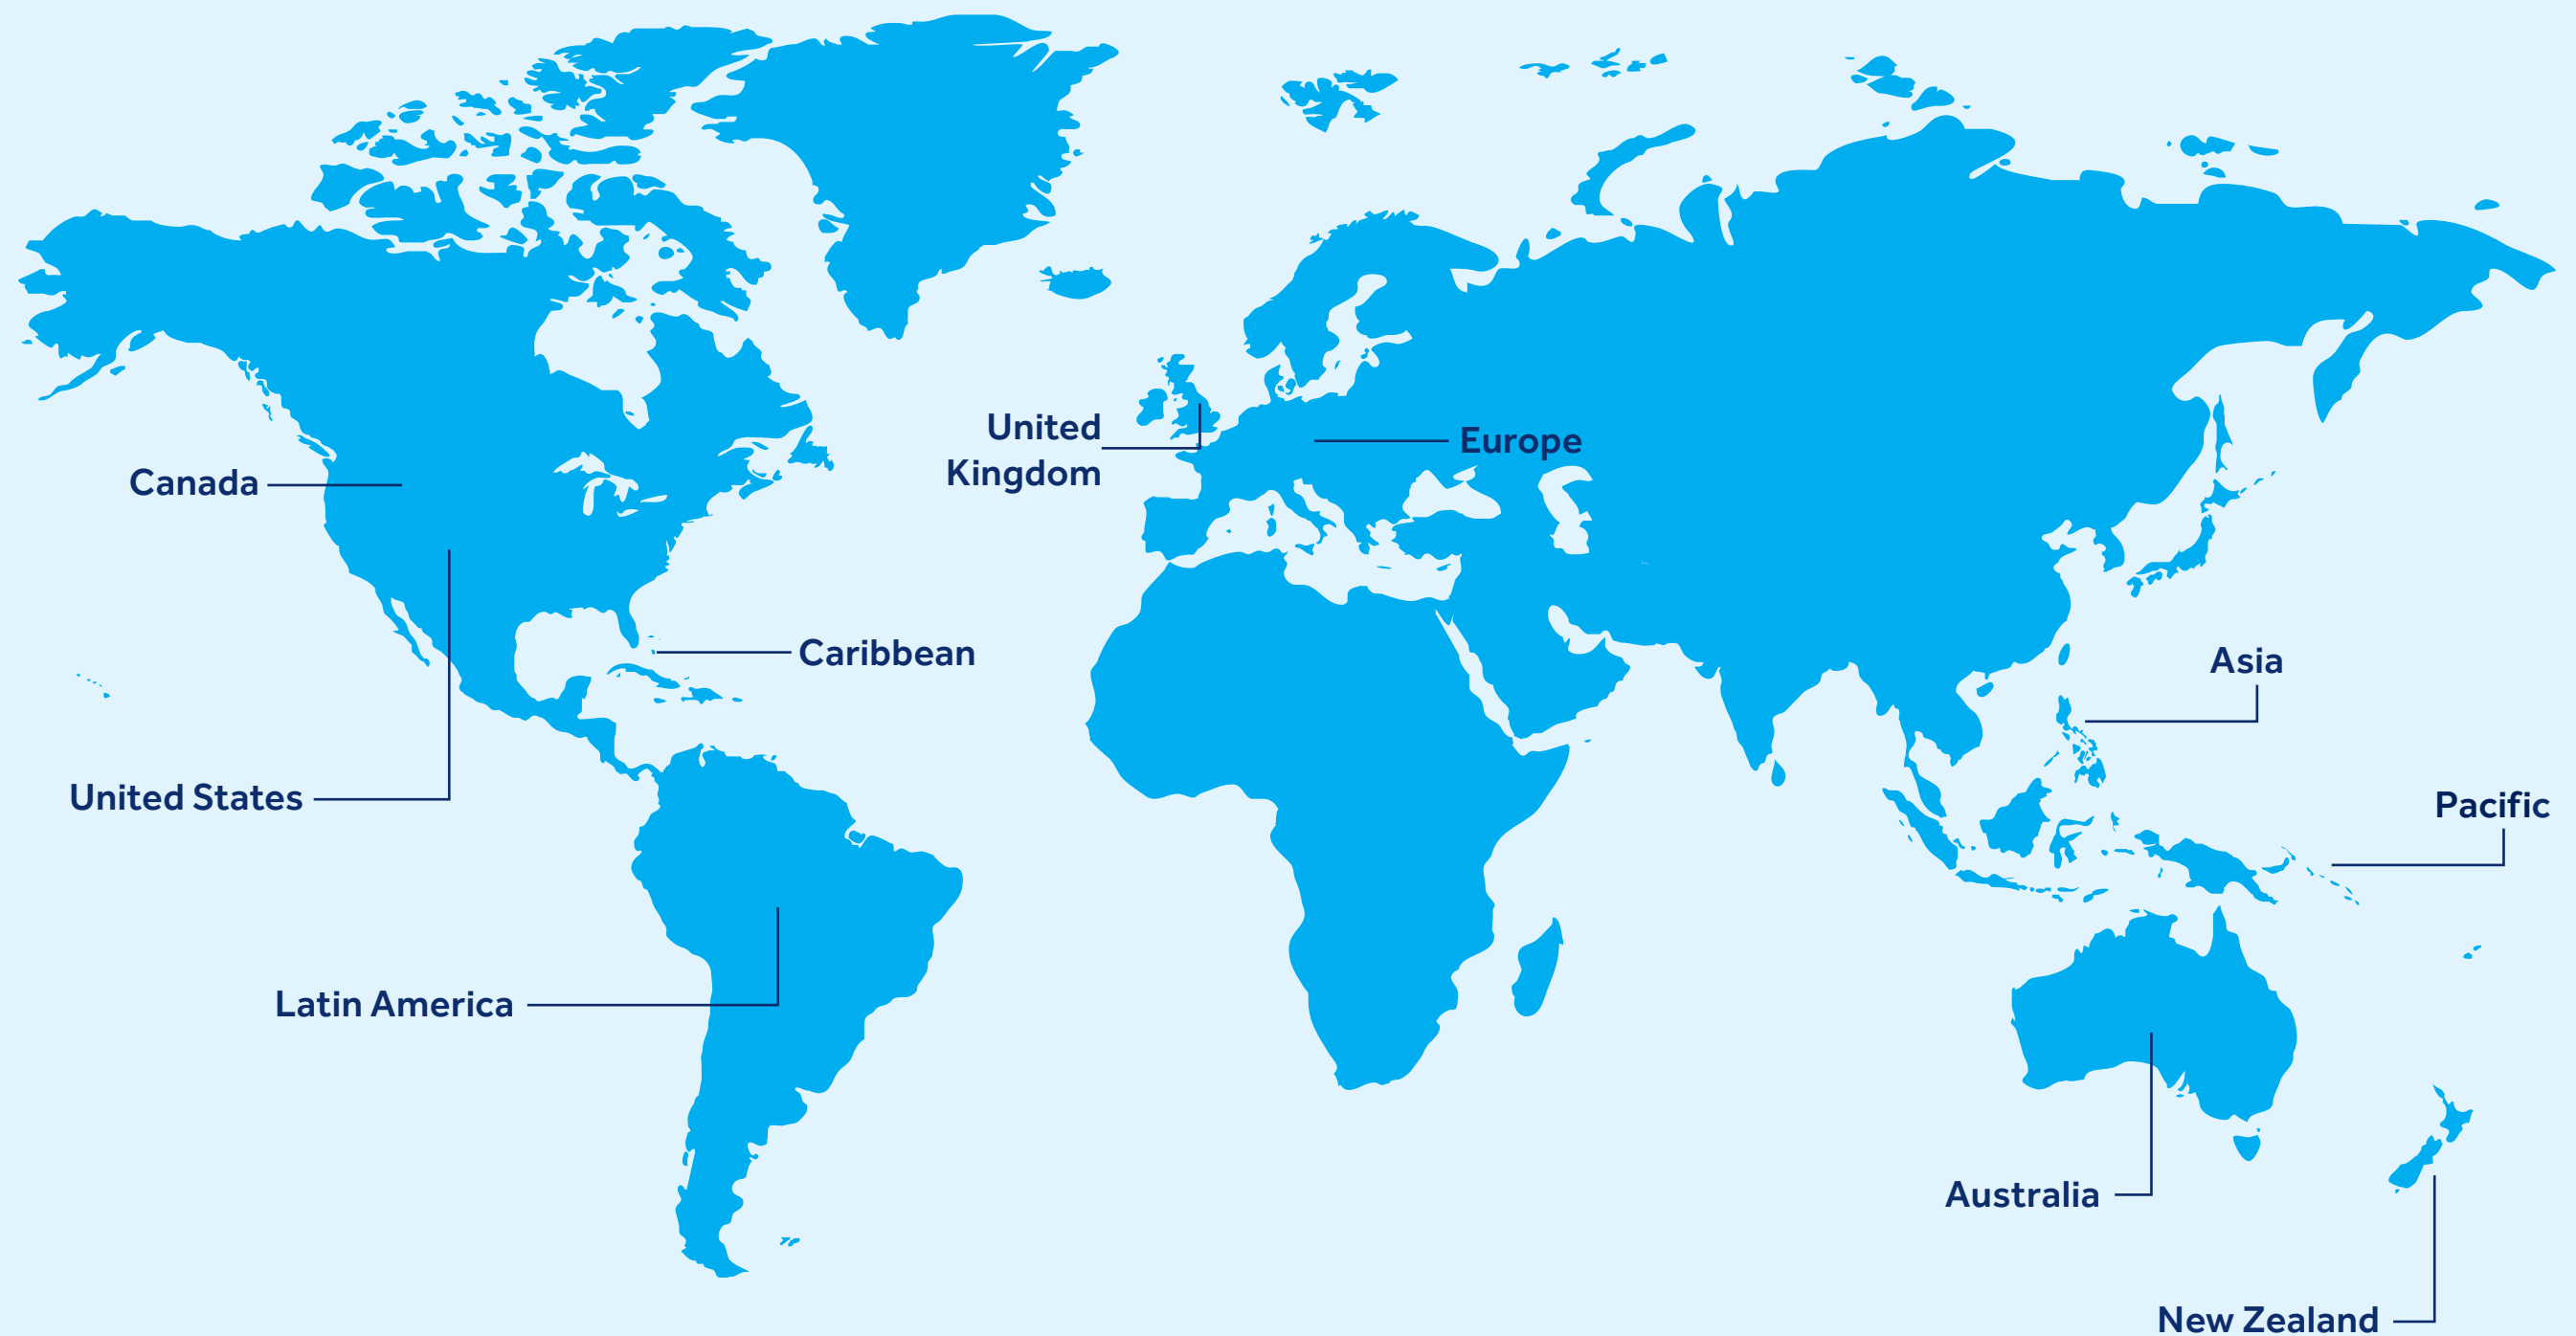 United
Kingdom
Europe
Canada
Caribbean
Asia
United States
Pacific
Latin America
Australia
New Zealand